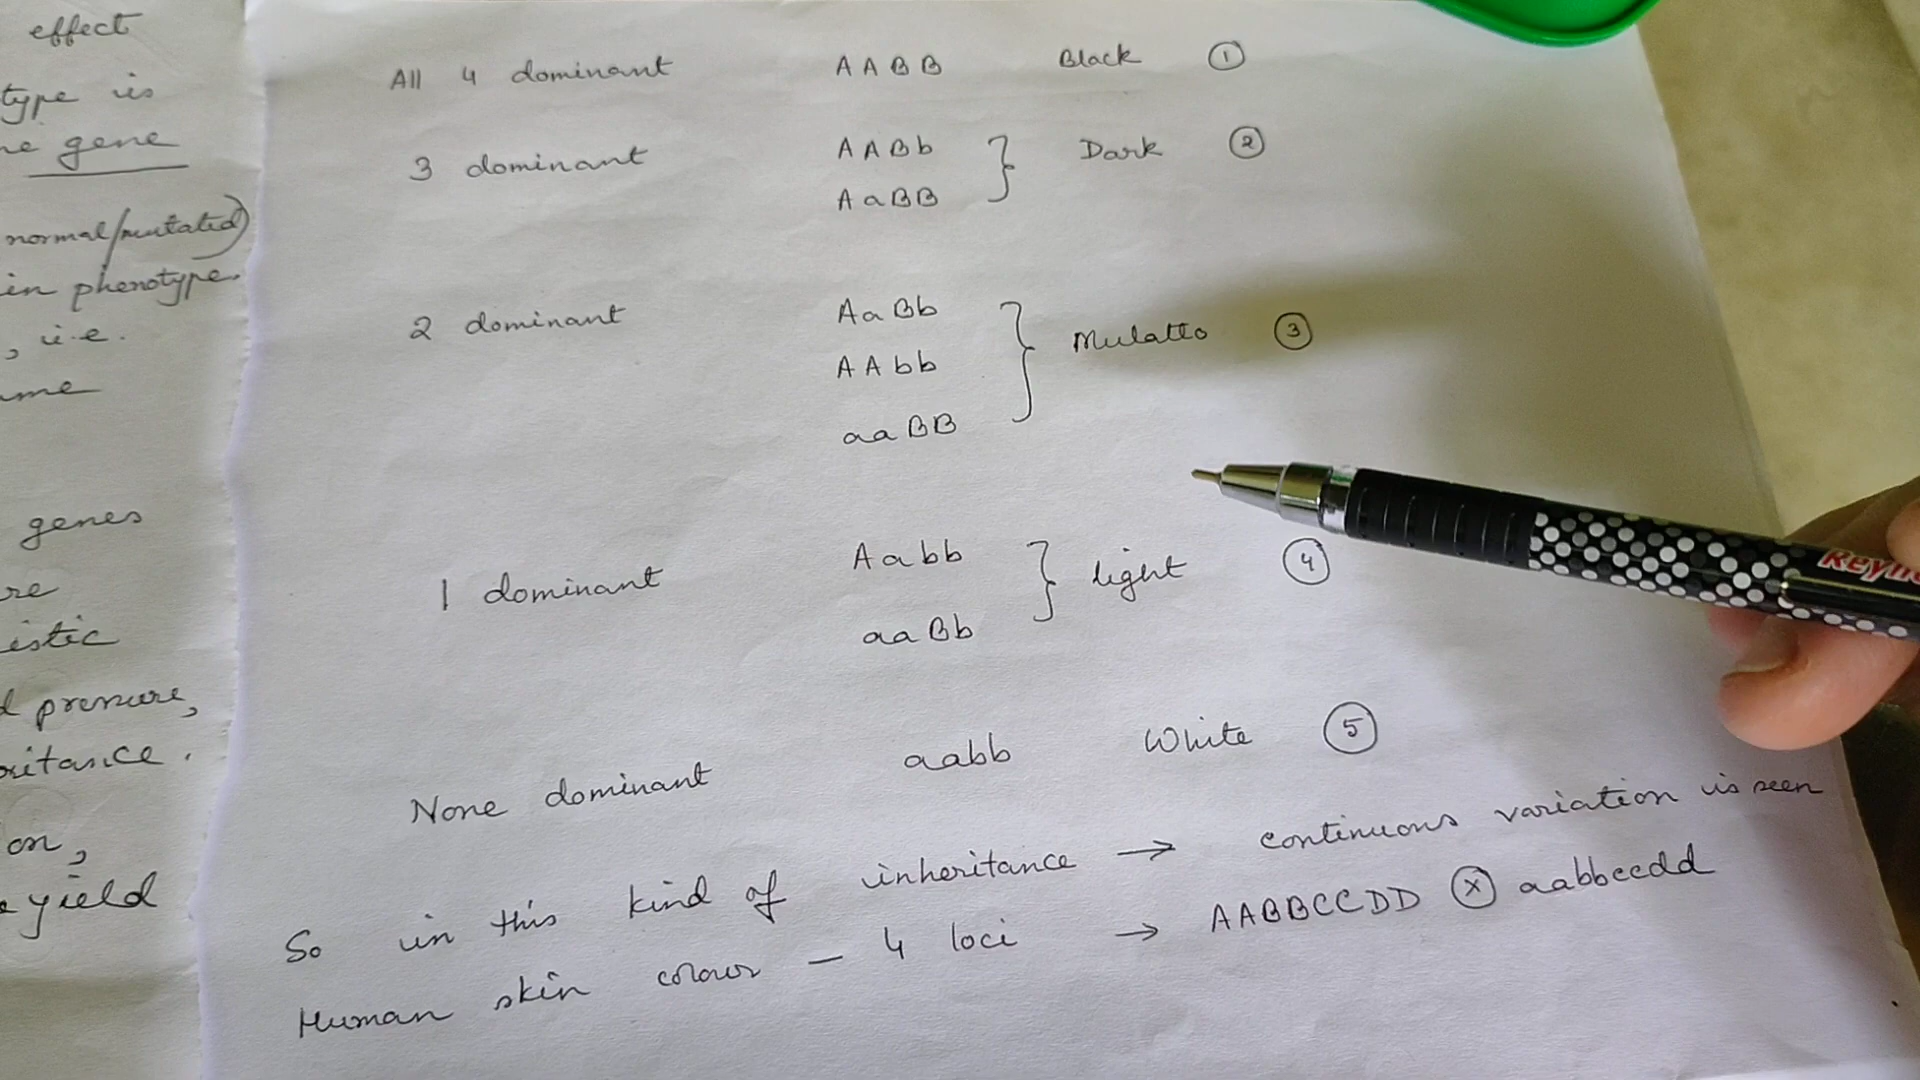 effect
type is
gene
normal/mutated)
in phenotype.
, i.e.
genes
pressure,
on,
yield
All 4 dominant AABB Black ①
3 dominant AABb } Dark ②
AaBB
2 dominant AaBb } Mulatto ③
AAbb
aaBB
1 dominant Aabb } light ④
aaBb
None dominant aabb White ⑤
So in this kind of inheritance → continuous variation is seen
Human skin colour – 4 loci → AABBCCDD ⓧ aabbccdd